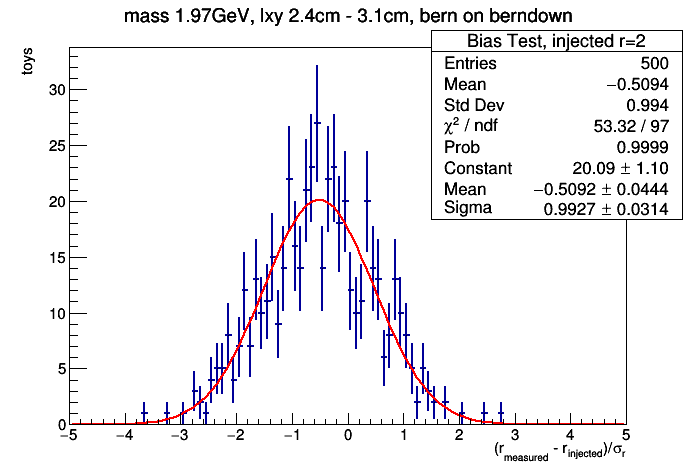 mass 1.97GeV, lxy 2.4cm - 3.1cm, bern on berndown
Bias Test, injected r=2
Entries 500
Mean −0.5094
Std Dev 0.994
χ² / ndf 53.32 / 97
Prob 0.9999
Constant 20.09 ± 1.10
Mean −0.5092 ± 0.0444
Sigma 0.9927 ± 0.0314
toys
30
25
20
15
10
5
0
−5 −4 −3 −2 −1 0 1 2 3 4 5
(r_measured - r_injected)/σ_r